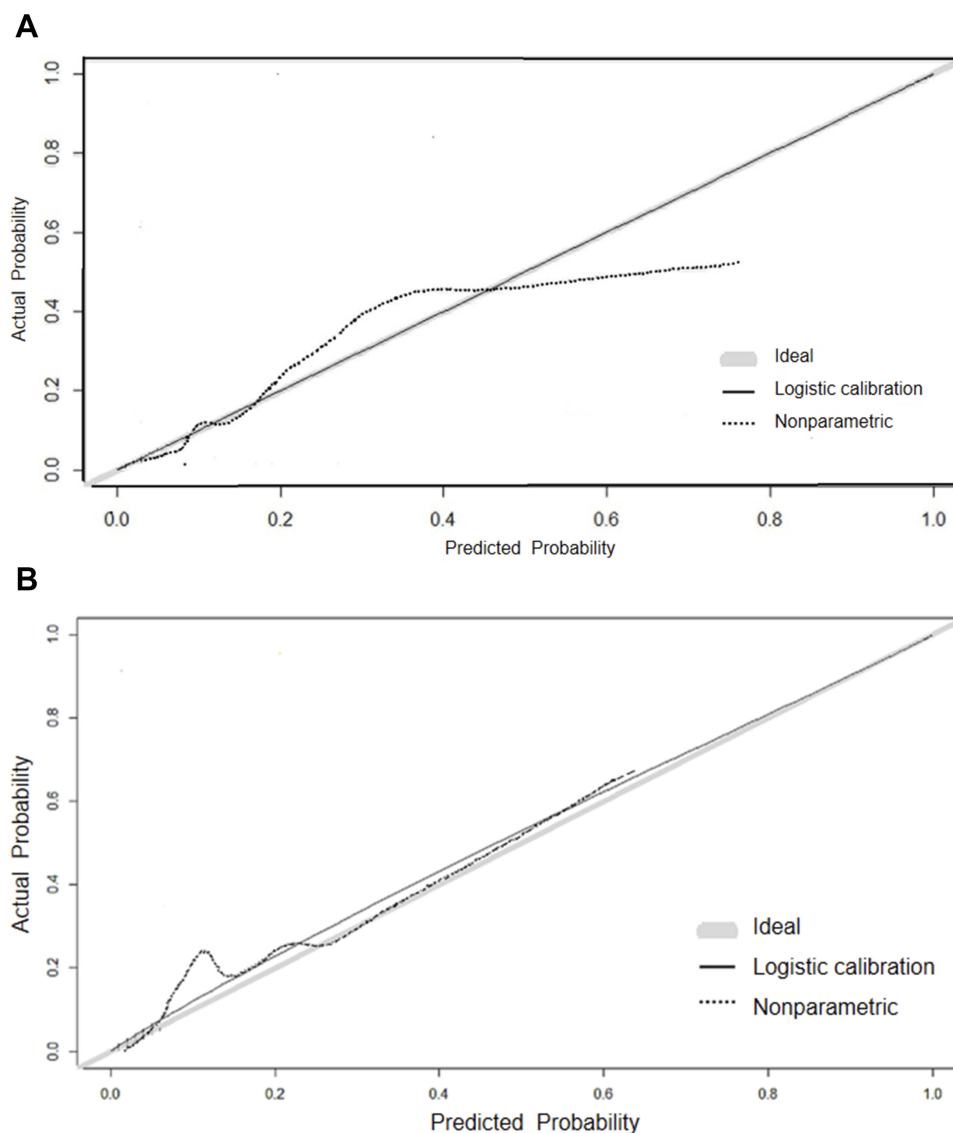 A
1.0
0.8
0.6
0.4
0.2
0.0
Actual Probability
Ideal
Logistic calibration
Nonparametric
0.0 0.2 0.4 0.6 0.8 1.0
Predicted Probability
B
1.0
0.8
0.6
0.4
0.2
0.0
Actual Probability
Ideal
Logistic calibration
Nonparametric
0.0 0.2 0.4 0.6 0.8 1.0
Predicted Probability